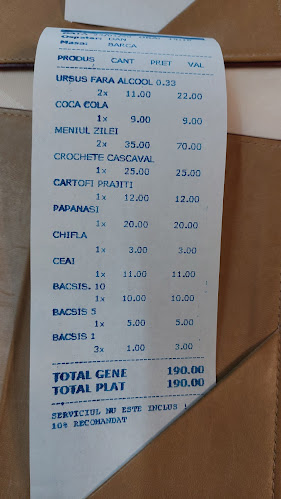 Ospatar: DAN
Masa: BARCA
PRODUS CANT PRET VAL
URSUS FARA ALCOOL 0.33
2x 11.00 22.00
COCA COLA
1x 9.00 9.00
MENIUL ZILEI
2x 35.00 70.00
CROCHETE CASCAVAL
1x 25.00 25.00
CARTOFI PRAJITI
1x 12.00 12.00
PAPANASI
1x 20.00 20.00
CHIFLA
1x 3.00 3.00
CEAI
1x 11.00 11.00
BACSIS 10
1x 10.00 10.00
BACSIS 5
1x 5.00 5.00
BACSIS 1
3x 1.00 3.00
TOTAL GENE 190.00
TOTAL PLAT 190.00
SERVICIUL NU ESTE INCLUS !
10% RECOMANDAT